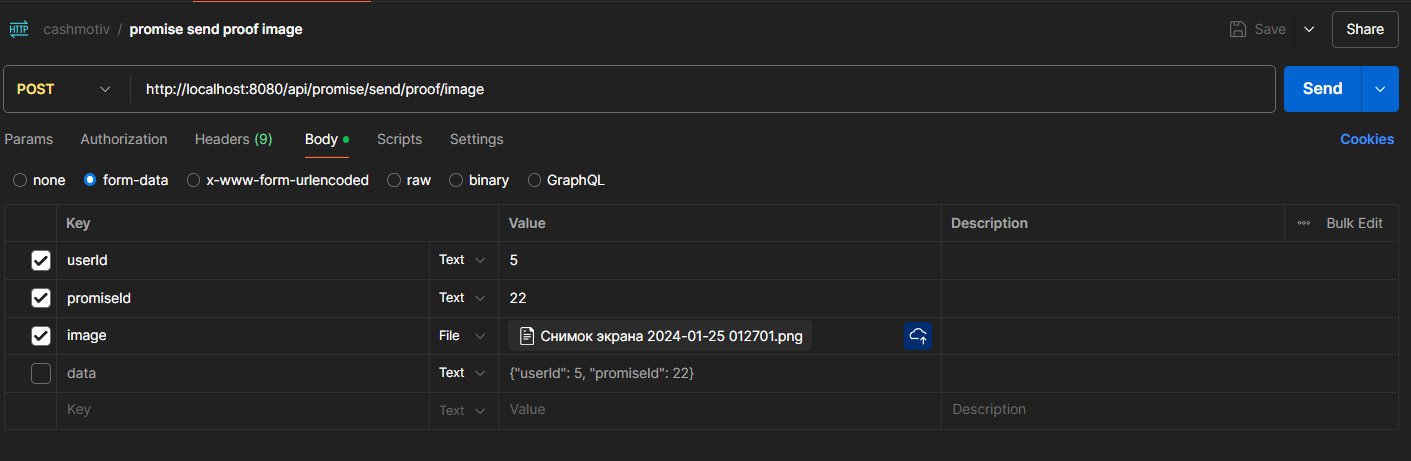 HTTP cashmotiv / promise send proof image Save Share
POST http://localhost:8080/api/promise/send/proof/image Send
Params Authorization Headers (9) Body Scripts Settings Cookies
none form-data x-www-form-urlencoded raw binary GraphQL
Key Value Description Bulk Edit
userId Text 5
promiseId Text 22
image File Снимок экрана 2024-01-25 012701.png
data Text {"userId": 5, "promiseId": 22}
Key Text Value Description